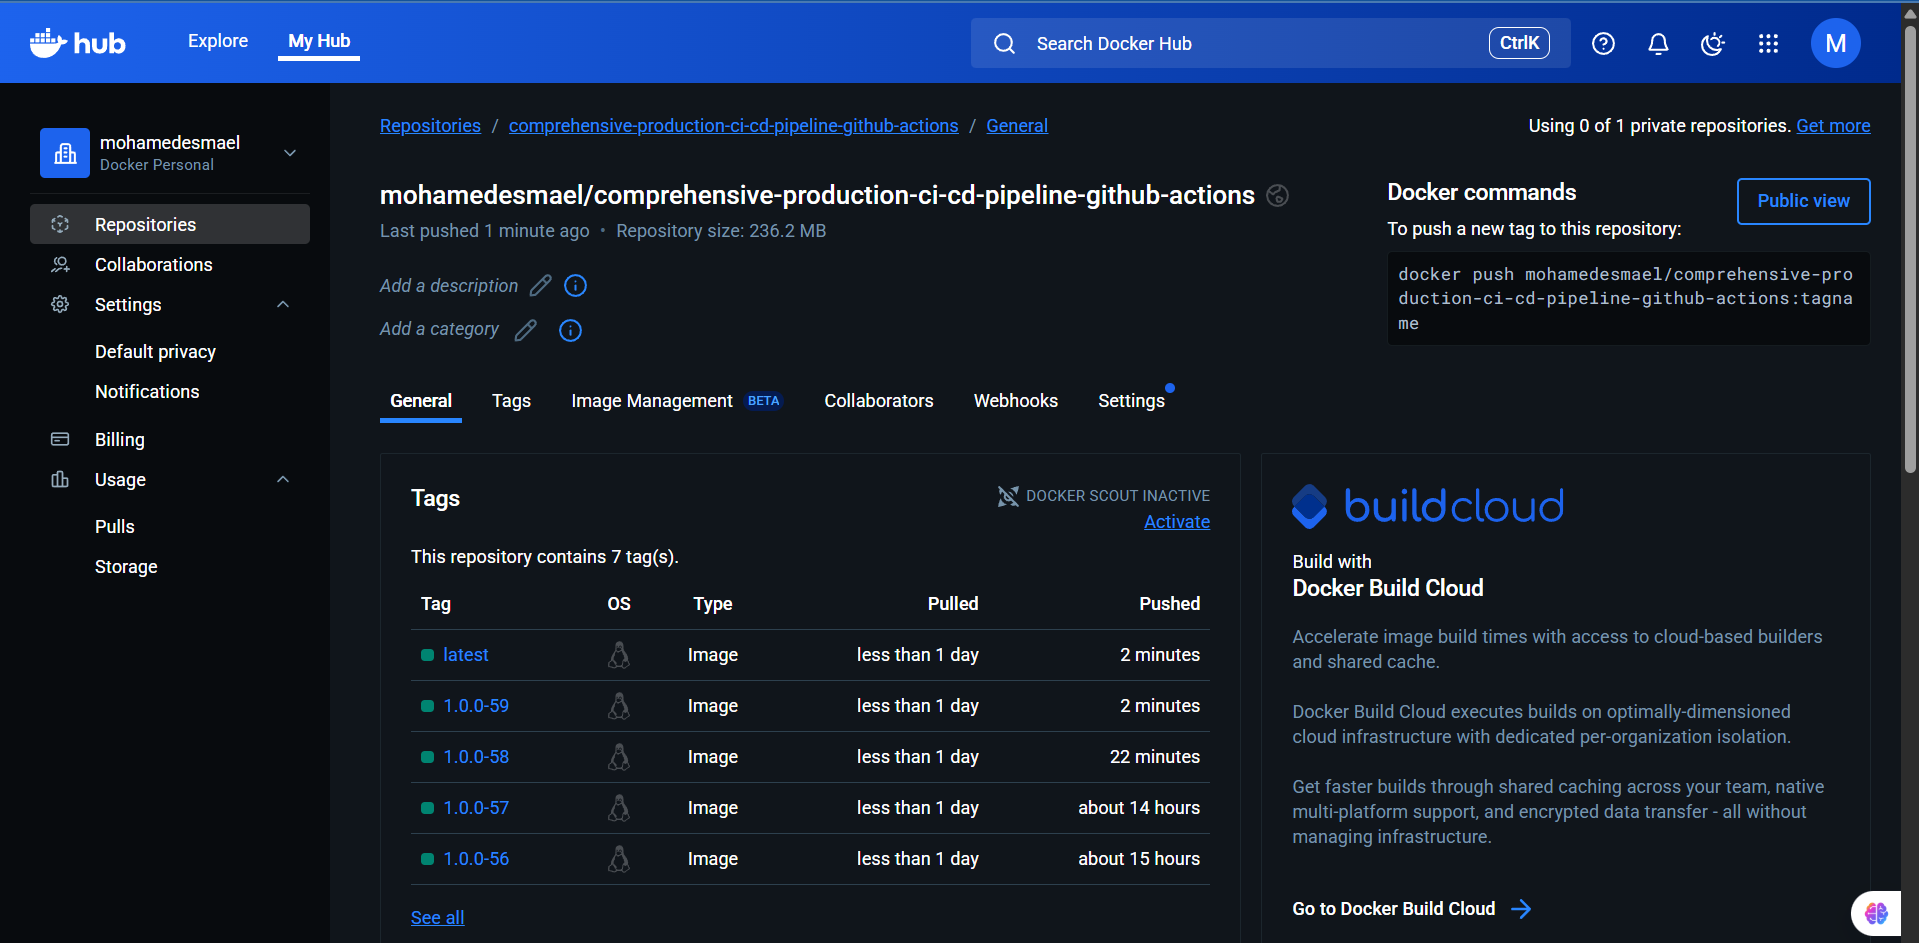 hub
Explore
My Hub
Search Docker Hub
CtrlK
M
mohamedesmael
Docker Personal
Repositories
Collaborations
Settings
Default privacy
Notifications
Billing
Usage
Pulls
Storage
Repositories / comprehensive-production-ci-cd-pipeline-github-actions / General
Using 0 of 1 private repositories. Get more
mohamedesmael/comprehensive-production-ci-cd-pipeline-github-actions
Last pushed 1 minute ago • Repository size: 236.2 MB
Add a description
Add a category
Docker commands
Public view
To push a new tag to this repository:
docker push mohamedesmael/comprehensive-pro
duction-ci-cd-pipeline-github-actions:tagna
me
General Tags Image Management BETA Collaborators Webhooks Settings
Tags
DOCKER SCOUT INACTIVE
Activate
This repository contains 7 tag(s).
Tag OS Type Pulled Pushed
latest Image less than 1 day 2 minutes
1.0.0-59 Image less than 1 day 2 minutes
1.0.0-58 Image less than 1 day 22 minutes
1.0.0-57 Image less than 1 day about 14 hours
1.0.0-56 Image less than 1 day about 15 hours
See all
buildcloud
Build with
Docker Build Cloud
Accelerate image build times with access to cloud-based builders
and shared cache.
Docker Build Cloud executes builds on optimally-dimensioned
cloud infrastructure with dedicated per-organization isolation.
Get faster builds through shared caching across your team, native
multi-platform support, and encrypted data transfer - all without
managing infrastructure.
Go to Docker Build Cloud